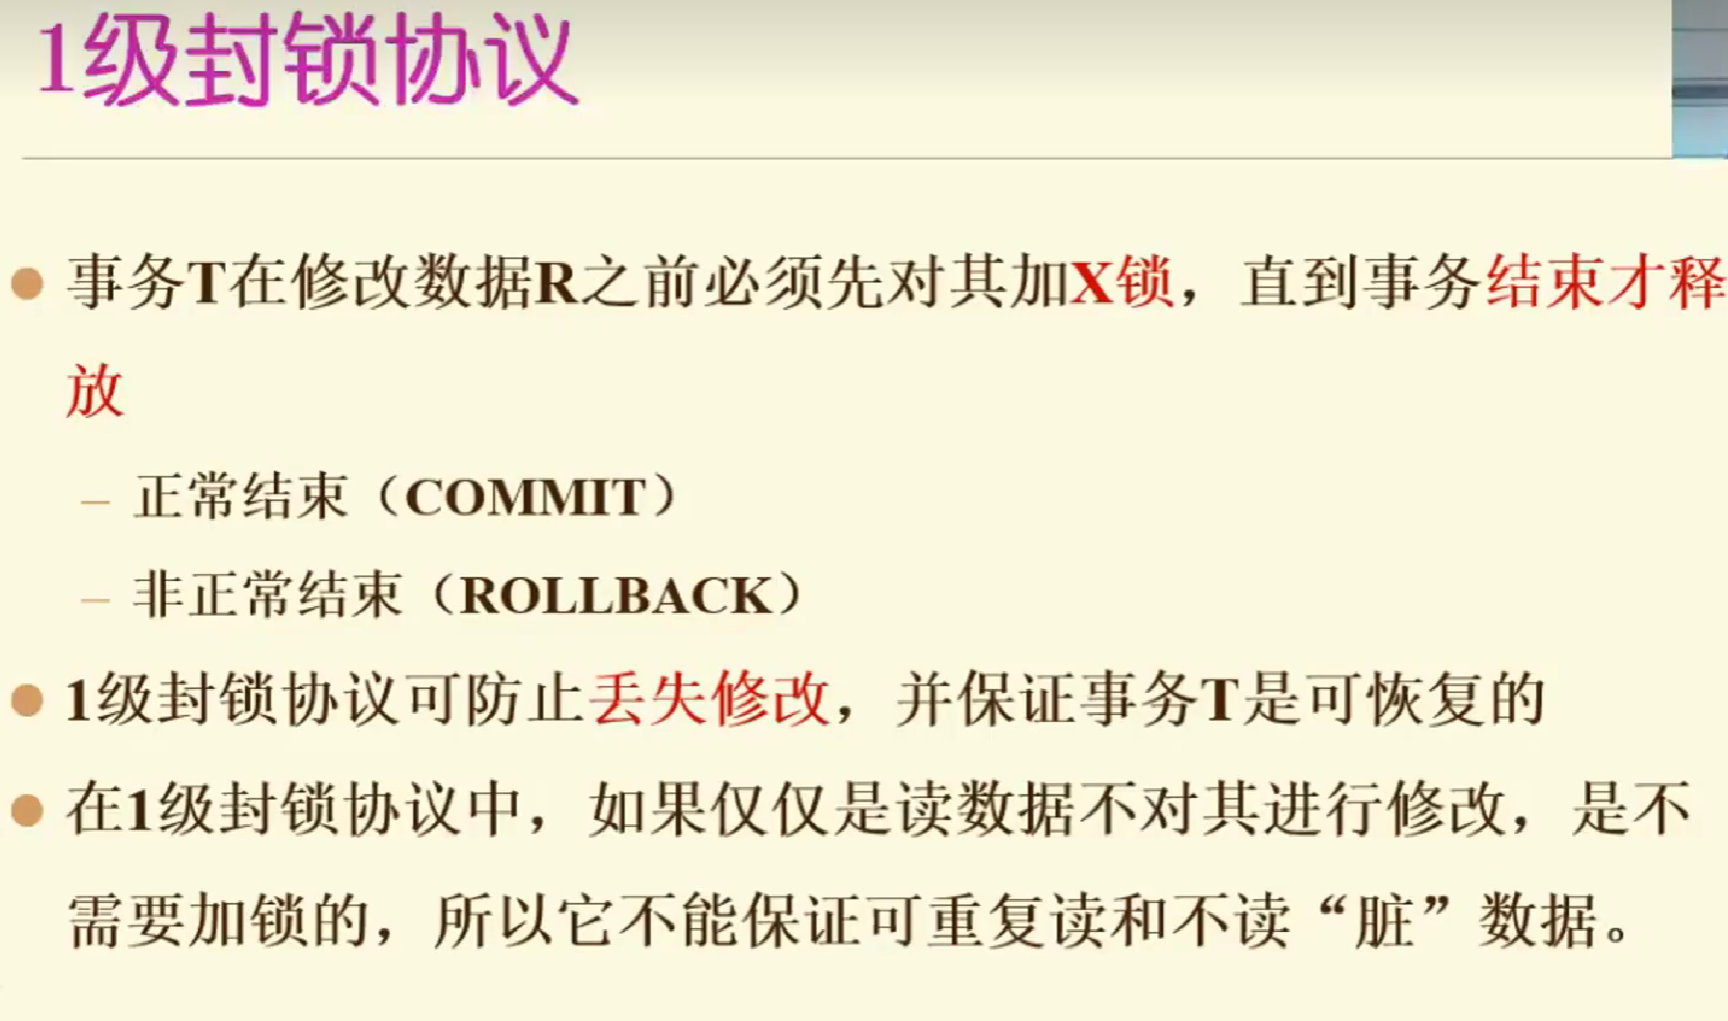 1级封锁协议
事务T在修改数据R之前必须先对其加X锁，直到事务结束才释
放
– 正常结束（COMMIT）
– 非正常结束（ROLLBACK）
1级封锁协议可防止丢失修改，并保证事务T是可恢复的
在1级封锁协议中，如果仅仅是读数据不对其进行修改，是不
需要加锁的，所以它不能保证可重复读和不读“脏”数据。